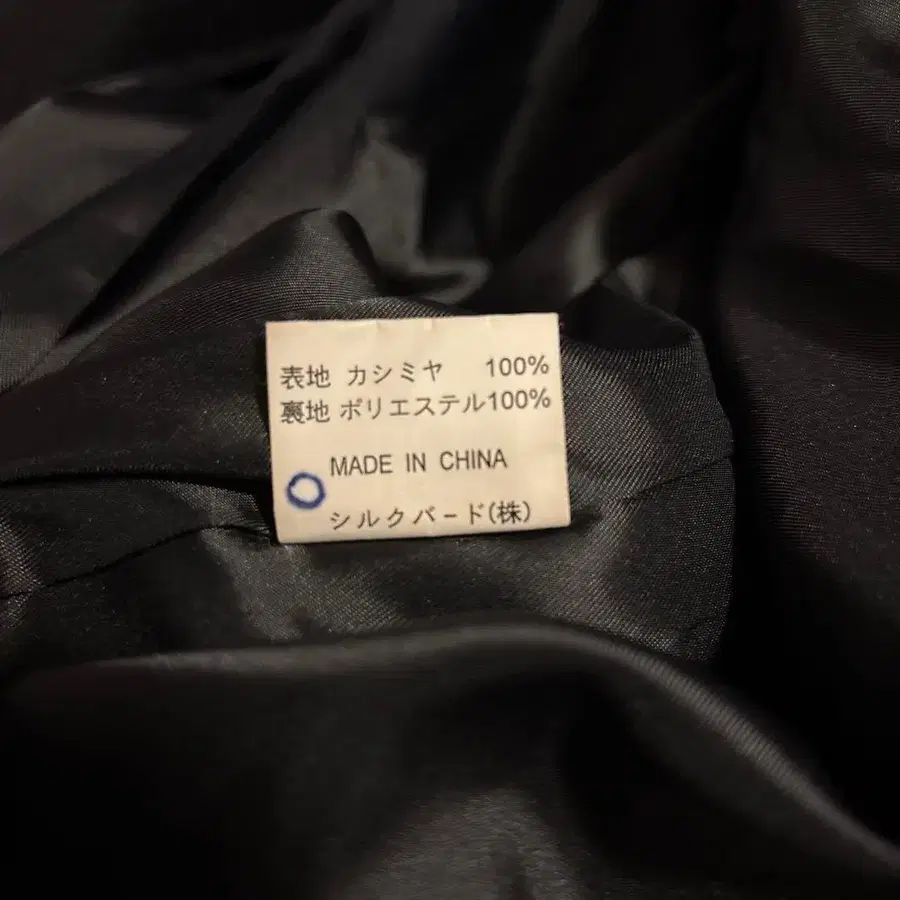 表地 カシミヤ 100%
裏地 ポリエステル100%
MADE IN CHINA
シルクバード(株)